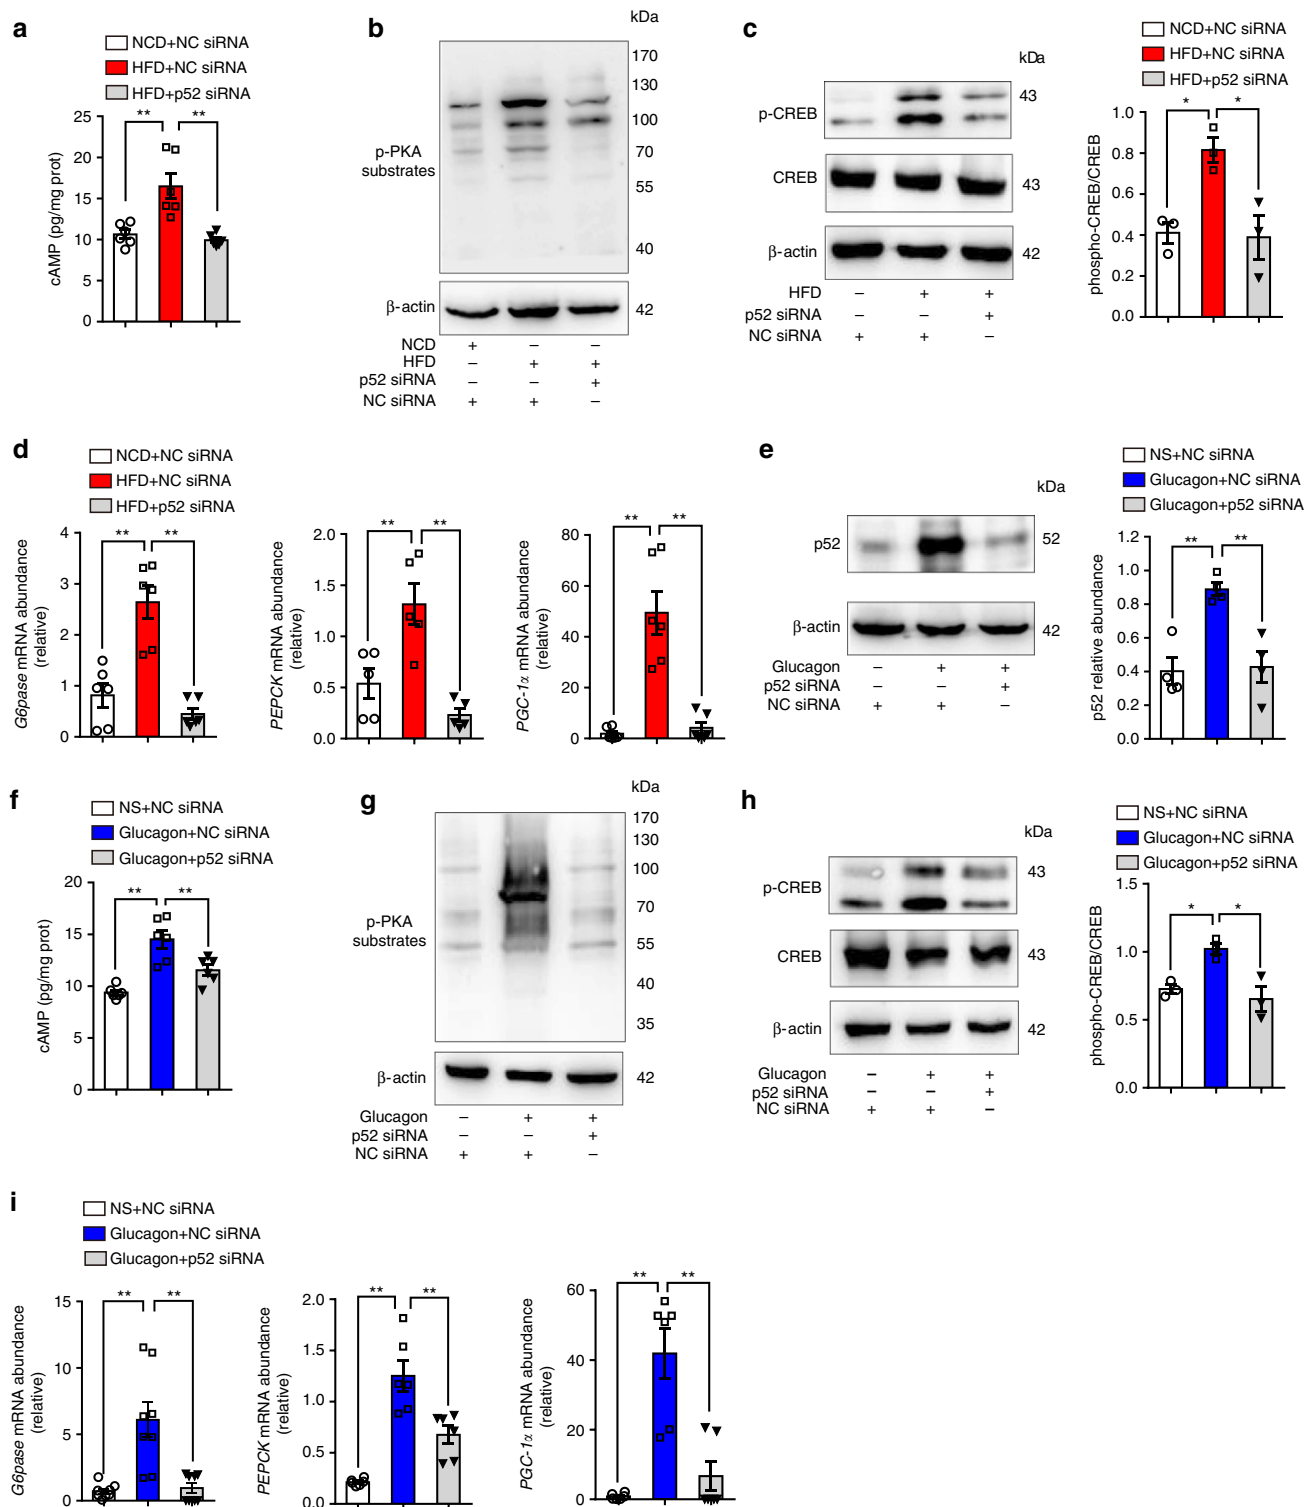 a
NCD+NC siRNA
HFD+NC siRNA
HFD+p52 siRNA
** **
cAMP (pg/mg prot)
25
20
15
10
5
0
b
kDa
170
130
100
70
55
40
p-PKA
substrates
β-actin
42
NCD + – –
HFD – + +
p52 siRNA – – +
NC siRNA + + –
c
kDa
p-CREB
43
CREB
43
β-actin
42
HFD – + +
p52 siRNA – – +
NC siRNA + + –
NCD+NC siRNA
HFD+NC siRNA
HFD+p52 siRNA
* *
phospho-CREB/CREB
1.0
0.8
0.6
0.4
0.2
0.0
d
NCD+NC siRNA
HFD+NC siRNA
HFD+p52 siRNA
** **
G6pase mRNA abundance
(relative)
4
3
2
1
0
** **
PEPCK mRNA abundance
(relative)
2.0
1.5
1.0
0.5
0.0
** **
PGC-1α mRNA abundance
(relative)
80
60
40
20
0
e
kDa
p52
52
β-actin
42
Glucagon – + +
p52 siRNA – – +
NC siRNA + + –
NS+NC siRNA
Glucagon+NC siRNA
Glucagon+p52 siRNA
** **
p52 relative abundance
1.2
1.0
0.8
0.6
0.4
0.2
0.0
f
NS+NC siRNA
Glucagon+NC siRNA
Glucagon+p52 siRNA
** **
cAMP (pg/mg prot)
20
15
10
5
0
g
kDa
170
130
100
70
55
40
35
p-PKA
substrates
β-actin
42
Glucagon – + +
p52 siRNA – – +
NC siRNA + + –
h
kDa
p-CREB
43
CREB
43
β-actin
42
Glucagon – + +
p52 siRNA – – +
NC siRNA + + –
NS+NC siRNA
Glucagon+NC siRNA
Glucagon+p52 siRNA
* *
phospho-CREB/CREB
1.5
1.0
0.5
0.0
i
NS+NC siRNA
Glucagon+NC siRNA
Glucagon+p52 siRNA
** **
G6pase mRNA abundance
(relative)
15
10
5
0
** **
PEPCK mRNA abundance
(relative)
2.0
1.5
1.0
0.5
0.0
** **
PGC-1α mRNA abundance
(relative)
60
40
20
0